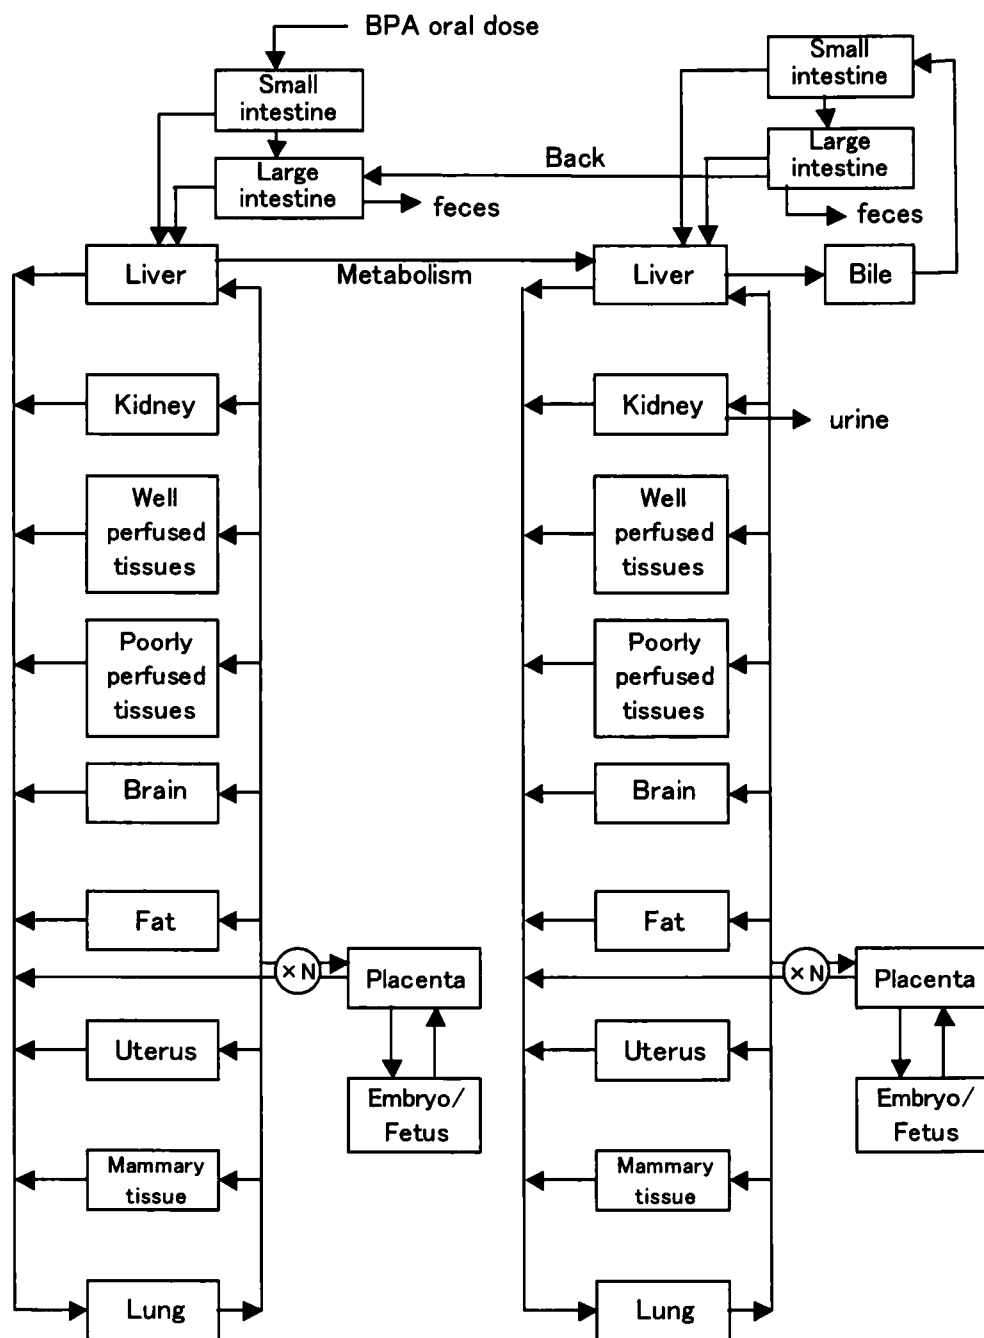 BPA oral dose
Small
intestine
Large
intestine
feces
Back
Small
intestine
Large
intestine
feces
Liver
Metabolism
Liver
Bile
Kidney
Kidney
urine
Well
perfused
tissues
Well
perfused
tissues
Poorly
perfused
tissues
Poorly
perfused
tissues
Brain
Brain
Fat
Fat
×N
Placenta
×N
Placenta
Uterus
Uterus
Embryo/
Fetus
Embryo/
Fetus
Mammary
tissue
Mammary
tissue
Lung
Lung